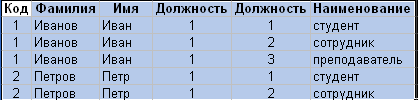 Код Фамилия Имя Должность Должность Наименование
1 Иванов Иван 1 1 студент
1 Иванов Иван 1 2 сотрудник
1 Иванов Иван 1 3 преподаватель
2 Петров Петр 1 1 студент
2 Петров Петр 1 2 сотрудник